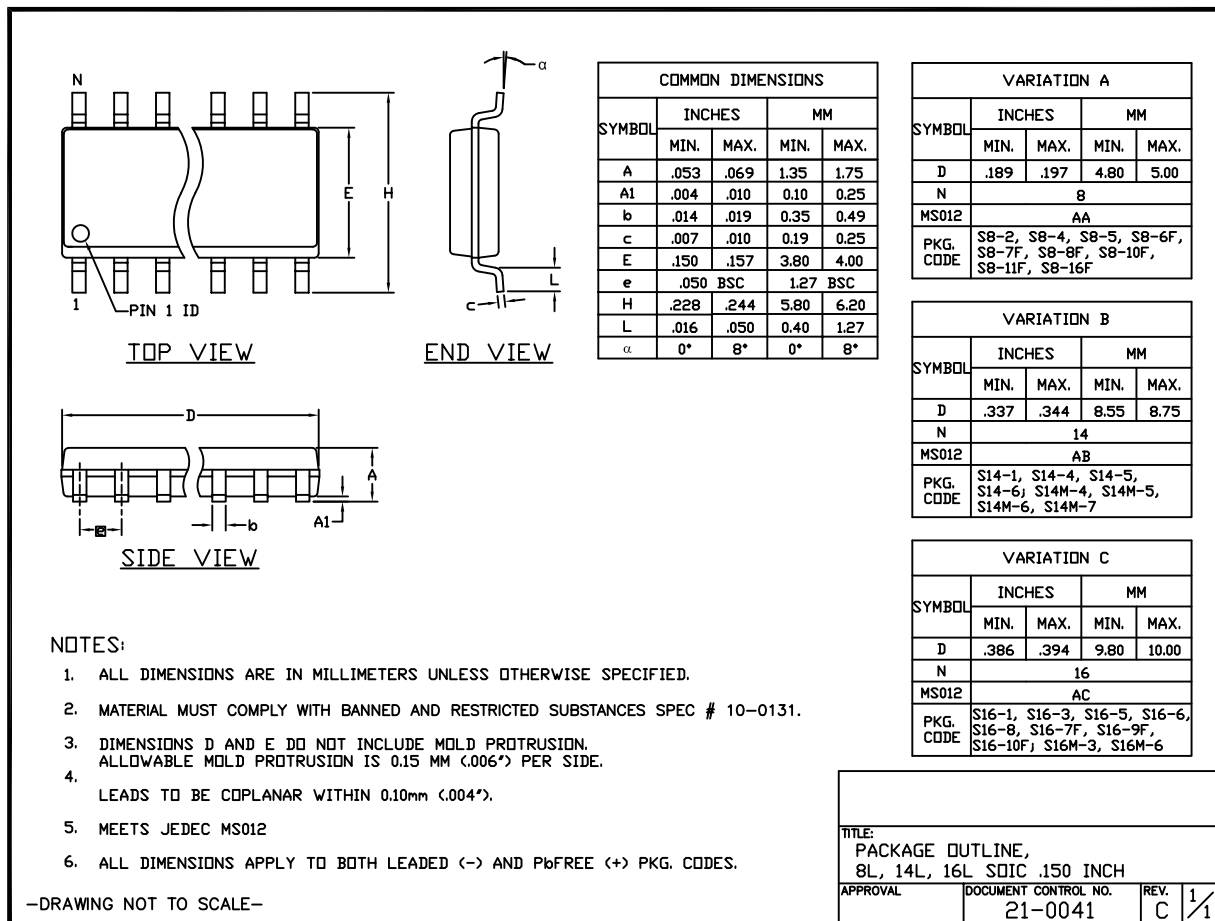 N
α
E
H
1
PIN 1 ID
L
c
TOP VIEW
END VIEW
D
A
e
b
A1
SIDE VIEW
COMMON DIMENSIONS
SYMBOL INCHES MM
MIN. MAX. MIN. MAX.
A .053 .069 1.35 1.75
A1 .004 .010 0.10 0.25
b .014 .019 0.35 0.49
c .007 .010 0.19 0.25
E .150 .157 3.80 4.00
e .050 BSC 1.27 BSC
H .228 .244 5.80 6.20
L .016 .050 0.40 1.27
α 0° 8° 0° 8°
VARIATION A
SYMBOL INCHES MM
MIN. MAX. MIN. MAX.
D .189 .197 4.80 5.00
N 8
MS012 AA
PKG. CODE S8-2, S8-4, S8-5, S8-6F,
S8-7F, S8-8F, S8-10F,
S8-11F, S8-16F
VARIATION B
SYMBOL INCHES MM
MIN. MAX. MIN. MAX.
D .337 .344 8.55 8.75
N 14
MS012 AB
PKG. CODE S14-1, S14-4, S14-5,
S14-6; S14M-4, S14M-5,
S14M-6, S14M-7
VARIATION C
SYMBOL INCHES MM
MIN. MAX. MIN. MAX.
D .386 .394 9.80 10.00
N 16
MS012 AC
PKG. CODE S16-1, S16-3, S16-5, S16-6,
S16-8, S16-7F, S16-9F,
S16-10F; S16M-3, S16M-6
NOTES:
1. ALL DIMENSIONS ARE IN MILLIMETERS UNLESS OTHERWISE SPECIFIED.
2. MATERIAL MUST COMPLY WITH BANNED AND RESTRICTED SUBSTANCES SPEC # 10-0131.
3. DIMENSIONS D AND E DO NOT INCLUDE MOLD PROTRUSION.
ALLOWABLE MOLD PROTRUSION IS 0.15 MM (.006") PER SIDE.
4.
LEADS TO BE COPLANAR WITHIN 0.10mm (.004").
5. MEETS JEDEC MS012
6. ALL DIMENSIONS APPLY TO BOTH LEADED (-) AND PbFREE (+) PKG. CODES.
-DRAWING NOT TO SCALE-
TITLE:
PACKAGE OUTLINE,
8L, 14L, 16L SOIC .150 INCH
APPROVAL DOCUMENT CONTROL NO. REV.
21-0041 C 1/1